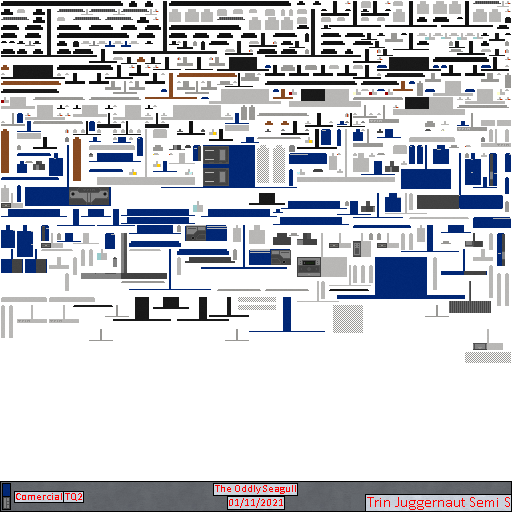 The Oddly Seagull
Comercial TQ2
01/11/2021
Trin Juggernaut Semi S